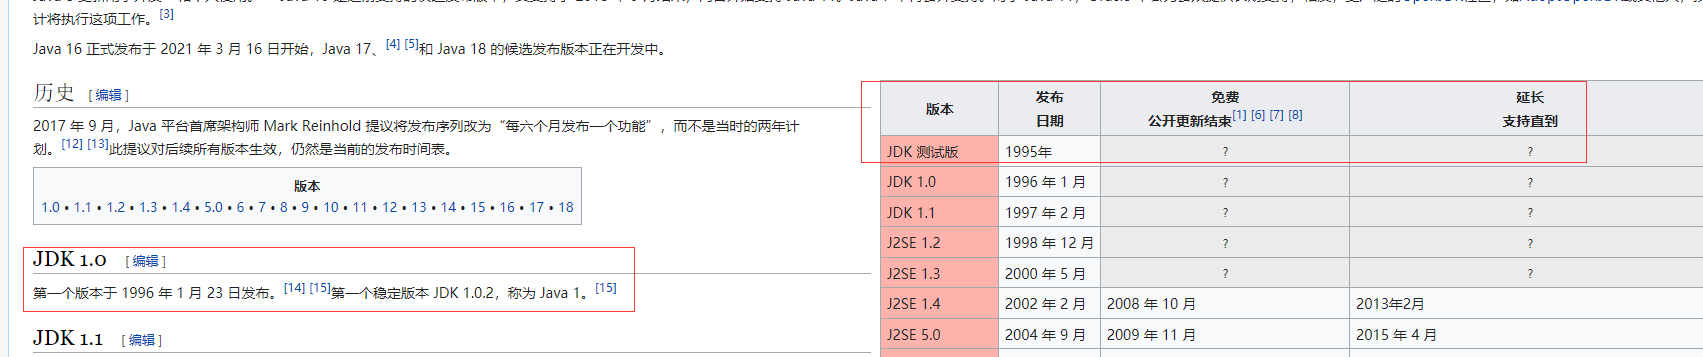 计将执行这项工作。[3]
Java 16 正式发布于 2021 年 3 月 16 日开始，Java 17、[4] [5]和 Java 18 的候选发布版本正在开发中。
历史 [ 编辑 ]
2017 年 9 月，Java 平台首席架构师 Mark Reinhold 提议将发布序列改为“每六个月发布一个功能”，而不是当时的两年计
划。[12] [13]此提议对后续所有版本生效，仍然是当前的发布时间表。
版本
1.0 • 1.1 • 1.2 • 1.3 • 1.4 • 5.0 • 6 • 7 • 8 • 9 • 10 • 11 • 12 • 13 • 14 • 15 • 16 • 17 • 18
JDK 1.0 [ 编辑 ]
第一个版本于 1996 年 1 月 23 日发布。[14] [15]第一个稳定版本 JDK 1.0.2，称为 Java 1。[15]
JDK 1.1 [ 编辑 ]
版本 发布 日期 免费 公开更新结束[1] [6] [7] [8] 延长 支持直到
JDK 测试版 1995年 ? ?
JDK 1.0 1996 年 1 月 ? ?
JDK 1.1 1997 年 2 月 ? ?
J2SE 1.2 1998 年 12 月 ? ?
J2SE 1.3 2000 年 5 月 ? ?
J2SE 1.4 2002 年 2 月 2008 年 10 月 2013年2月
J2SE 5.0 2004 年 9 月 2009 年 11 月 2015 年 4 月